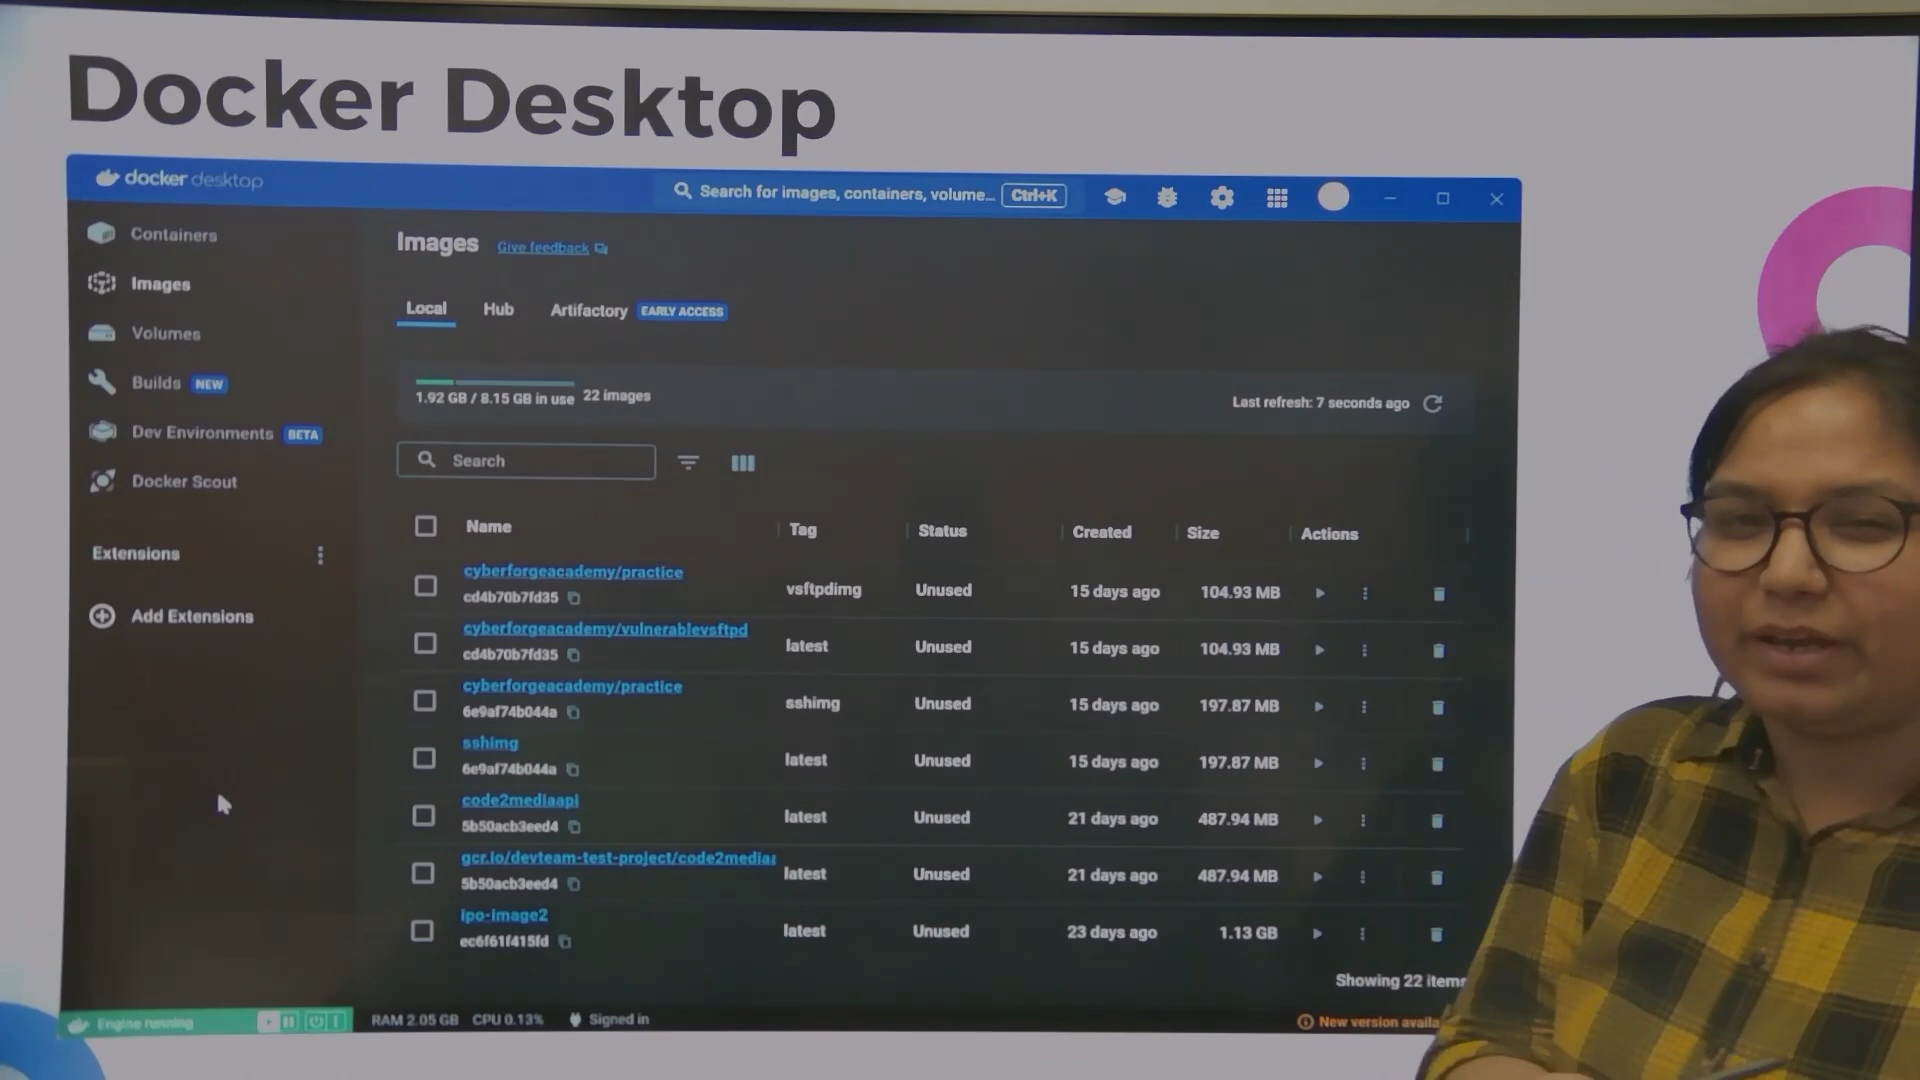 Docker Desktop
docker desktop
Search for images, containers, volume... Ctrl+K
Containers
Images
Volumes
Builds NEW
Dev Environments BETA
Docker Scout
Extensions
Add Extensions
Images Give feedback
Local Hub Artifactory EARLY ACCESS
1.92 GB / 8.15 GB in use 22 images
Last refresh: 7 seconds ago
Search
Name Tag Status Created Size Actions
cyberforgeacademy/practice
cd4b70b7fd35
vsftpdimg Unused 15 days ago 104.93 MB
cyberforgeacademy/vulnerablevsftpd
cd4b70b7fd35
latest Unused 15 days ago 104.93 MB
cyberforgeacademy/practice
6e9af74b044a
sshimg Unused 15 days ago 197.87 MB
sshimg
6e9af74b044a
latest Unused 15 days ago 197.87 MB
code2mediaapi
5b50acb3eed4
latest Unused 21 days ago 487.94 MB
gcr.io/devteam-test-project/code2media
5b50acb3eed4
latest Unused 21 days ago 487.94 MB
ipo-image2
ec6f61f415fd
latest Unused 23 days ago 1.13 GB
Showing 22 items
Engine running
RAM 2.05 GB CPU 0.13% Signed in
New version availa